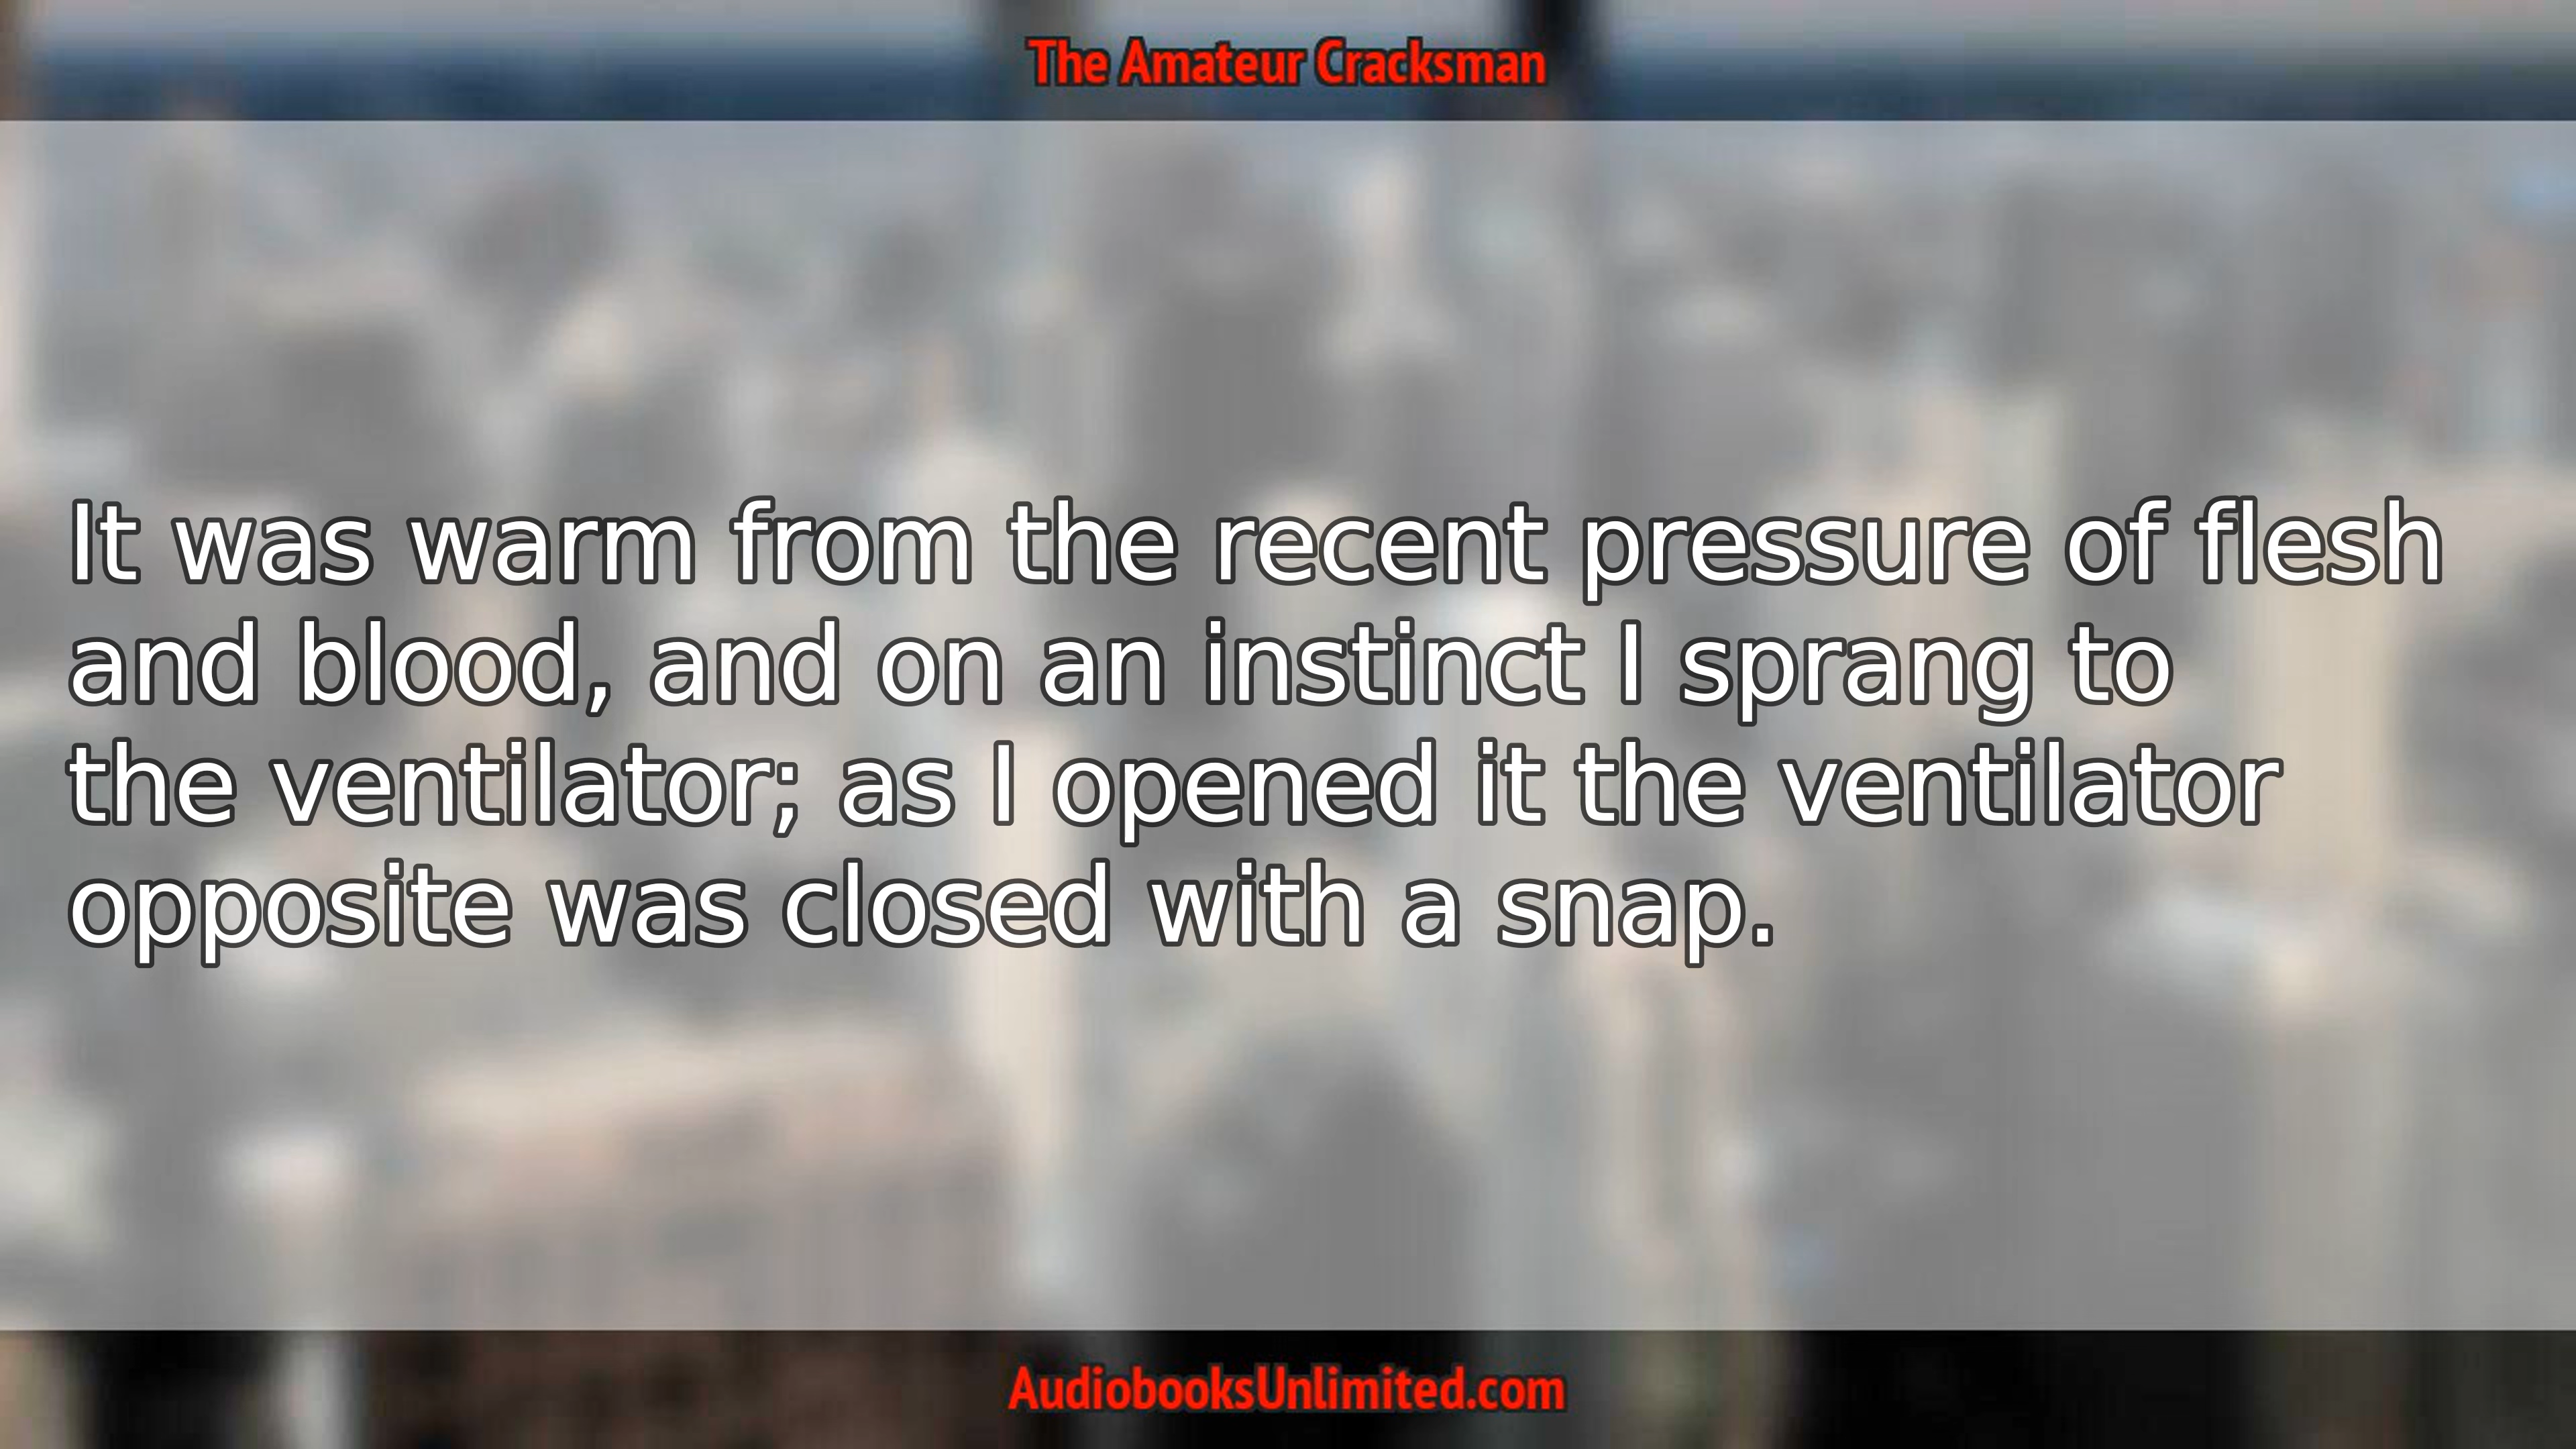 The Amateur Cracksman
It was warm from the recent pressure of flesh
and blood, and on an instinct I sprang to
the ventilator; as I opened it the ventilator
opposite was closed with a snap.
AudiobooksUnlimited.com